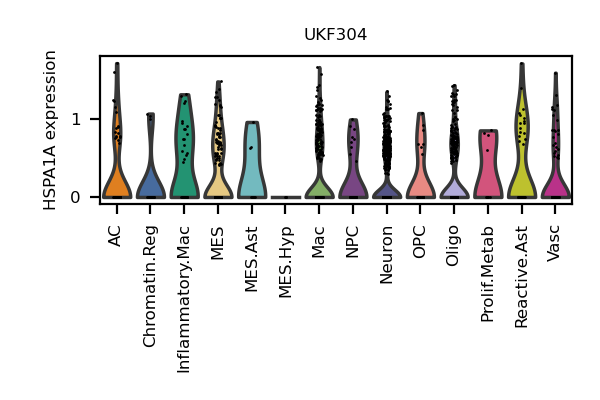 UKF304
HSPA1A expression
1
0
AC
Chromatin.Reg
Inflammatory.Mac
MES
MES.Ast
MES.Hyp
Mac
NPC
Neuron
OPC
Oligo
Prolif.Metab
Reactive.Ast
Vasc